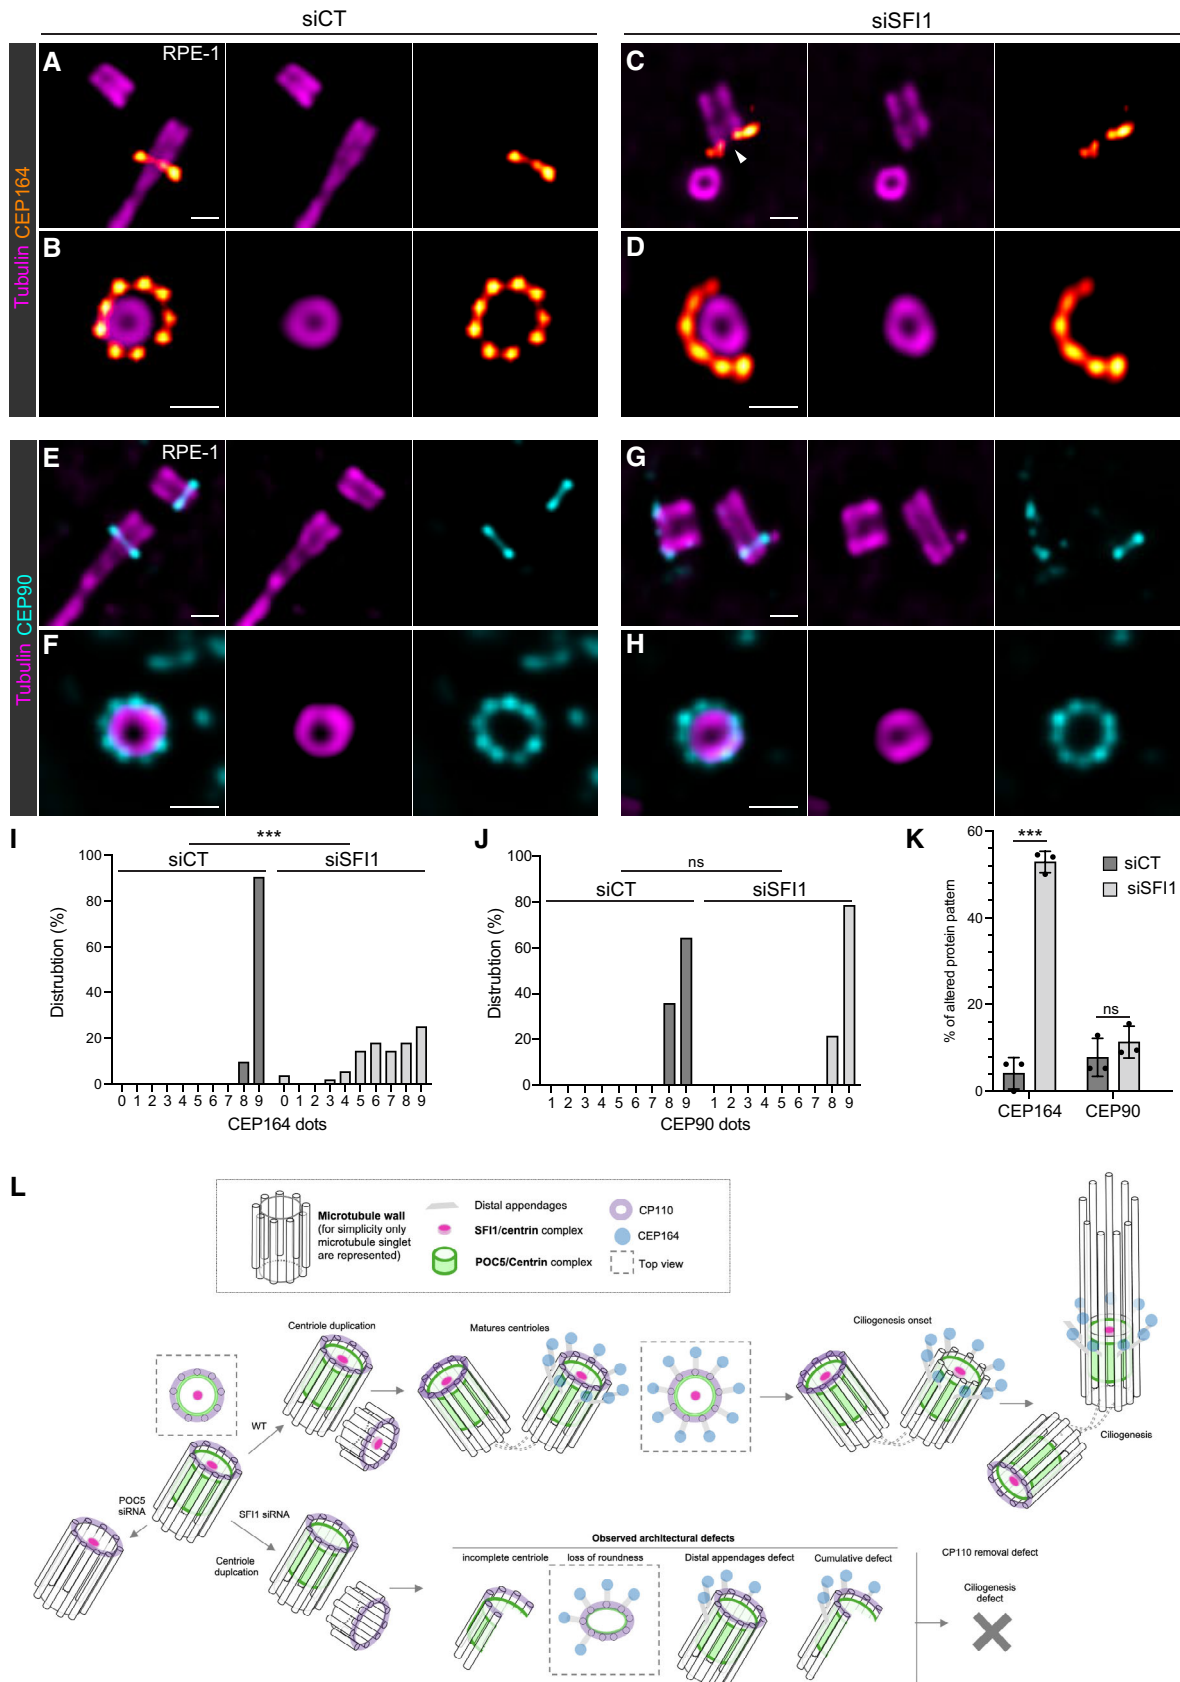 siCT
siSFI1
Tubulin CEP164
A
RPE-1
C
B
D
Tubulin CEP90
E
RPE-1
G
F
H
I
***
siCT
siSFI1
Distrubtion (%)
100
80
60
40
20
0
0 1 2 3 4 5 6 7 8 9 0 1 2 3 4 5 6 7 8 9
CEP164 dots
J
ns
siCT
siSFI1
Distrubtion (%)
100
80
60
40
20
0
1 2 3 4 5 6 7 8 9 1 2 3 4 5 6 7 8 9
CEP90 dots
K
% of altered protein pattern
60
40
20
0
***
ns
siCT
siSFI1
CEP164 CEP90
L
Microtubule wall
(for simplicity only
microtubule singlet
are represented)
Distal appendages
SFI1/centrin complex
POC5/Centrin complex
CP110
CEP164
Top view
Centriole duplication
Matures centrioles
Ciliogenesis onset
Ciliogenesis
WT
POC5
siRNA
SFI1 siRNA
Centriole
duplcation
Observed architectural defects
incomplete centriole
loss of roundness
Distal appendages defect
Cumulative defect
CP110 removal defect
Ciliogenesis
defect